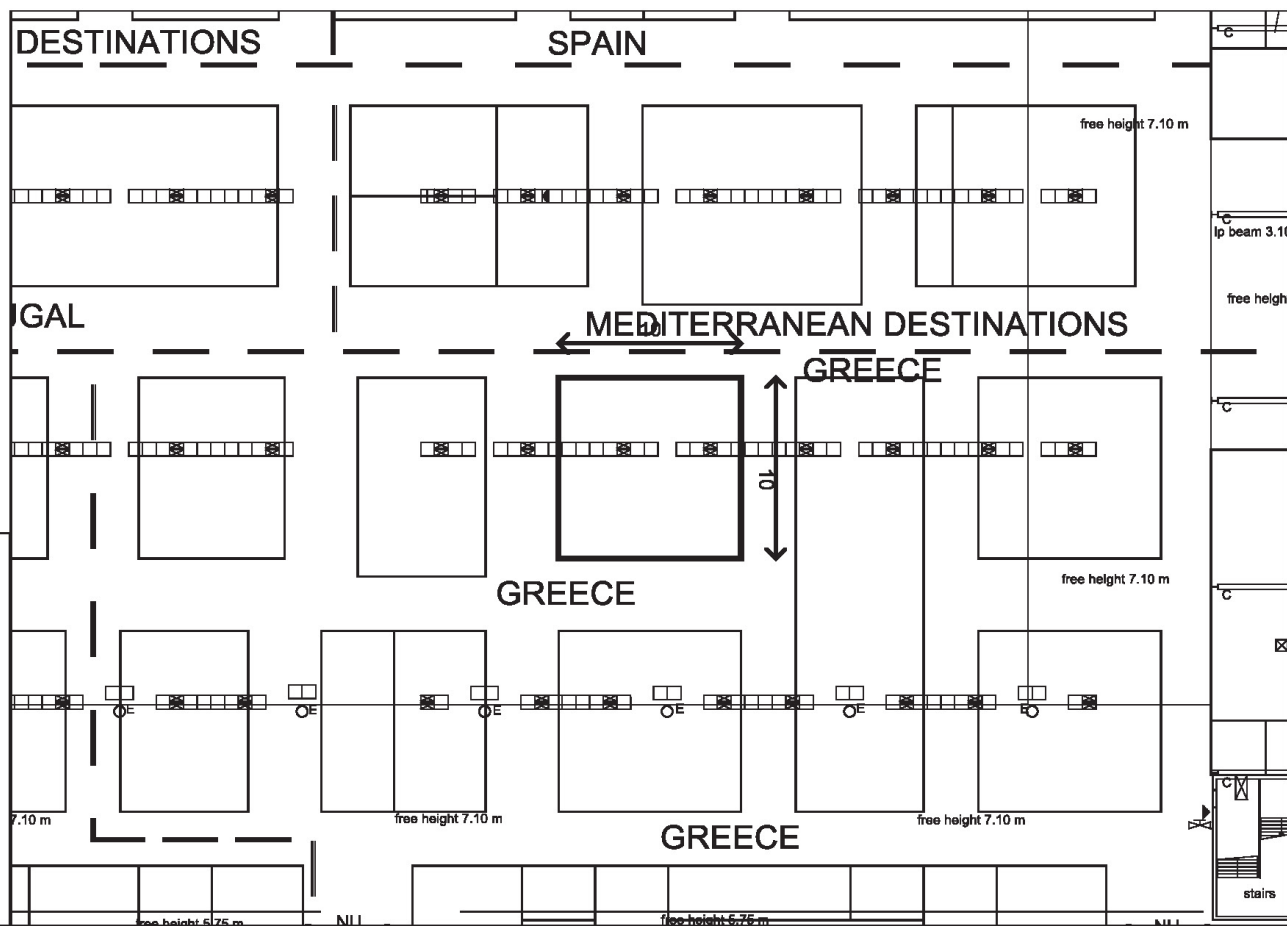 DESTINATIONS
SPAIN
C
free height 7.10 m
C
lp beam 3.10
free heigh
UGAL
MEDITERRANEAN DESTINATIONS
10
GREECE
C
10
free height 7.10 m
GREECE
C
E
E
E
E
E
E
C
7.10 m
free height 7.10 m
free height 7.10 m
GREECE
stairs
free height 5.75 m
NU
free height 5.75 m
NU